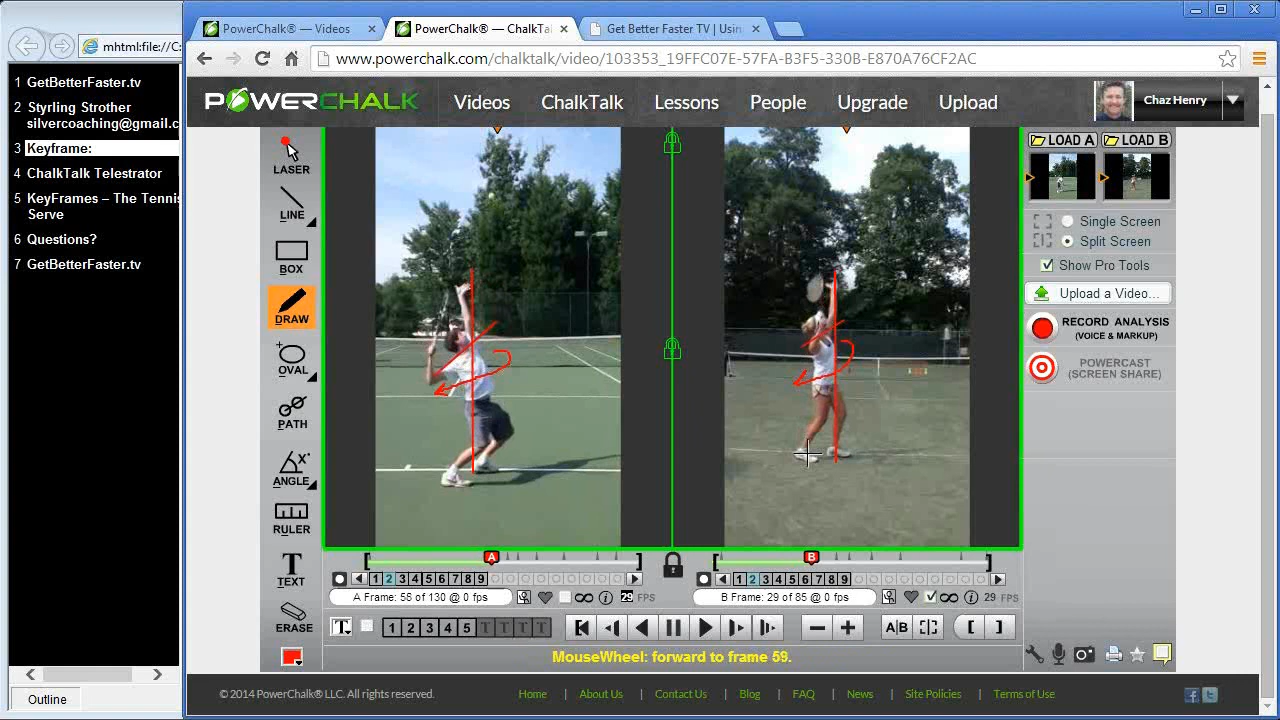 PowerChalk® — Videos
PowerChalk® — ChalkTal
Get Better Faster TV | Usin
mhtml:file://C:
www.powerchalk.com/chalktalk/video/103353_19FFC07E-57FA-B3F5-330B-E870A76CF2AC
1 GetBetterFaster.tv
2 Styrling Strother
silvercoaching@gmail.c
3 Keyframe:
4 ChalkTalk Telestrator
5 KeyFrames – The Tennis
Serve
6 Questions?
7 GetBetterFaster.tv
Outline
POWERCHALK
Videos
ChalkTalk
Lessons
People
Upgrade
Upload
Chaz Henry
LASER
LINE
BOX
DRAW
OVAL
PATH
ANGLE
RULER
T
TEXT
ERASE
LOAD A
LOAD B
Single Screen
Split Screen
Show Pro Tools
Upload a Video...
RECORD ANALYSIS
(VOICE & MARKUP)
POWERCAST
(SCREEN SHARE)
A
B
1 2 3 4 5 6 7 8 9
1 2 3 4 5 6 7 8 9
A Frame: 58 of 130 @ 0 fps
29 FPS
B Frame: 29 of 85 @ 0 fps
29 FPS
T
1 2 3 4 5 T T T T
A|B
[ ]
MouseWheel: forward to frame 59.
© 2014 PowerChalk® LLC. All rights reserved.
Home | About Us | Contact Us | Blog | FAQ | News | Site Policies | Terms of Use